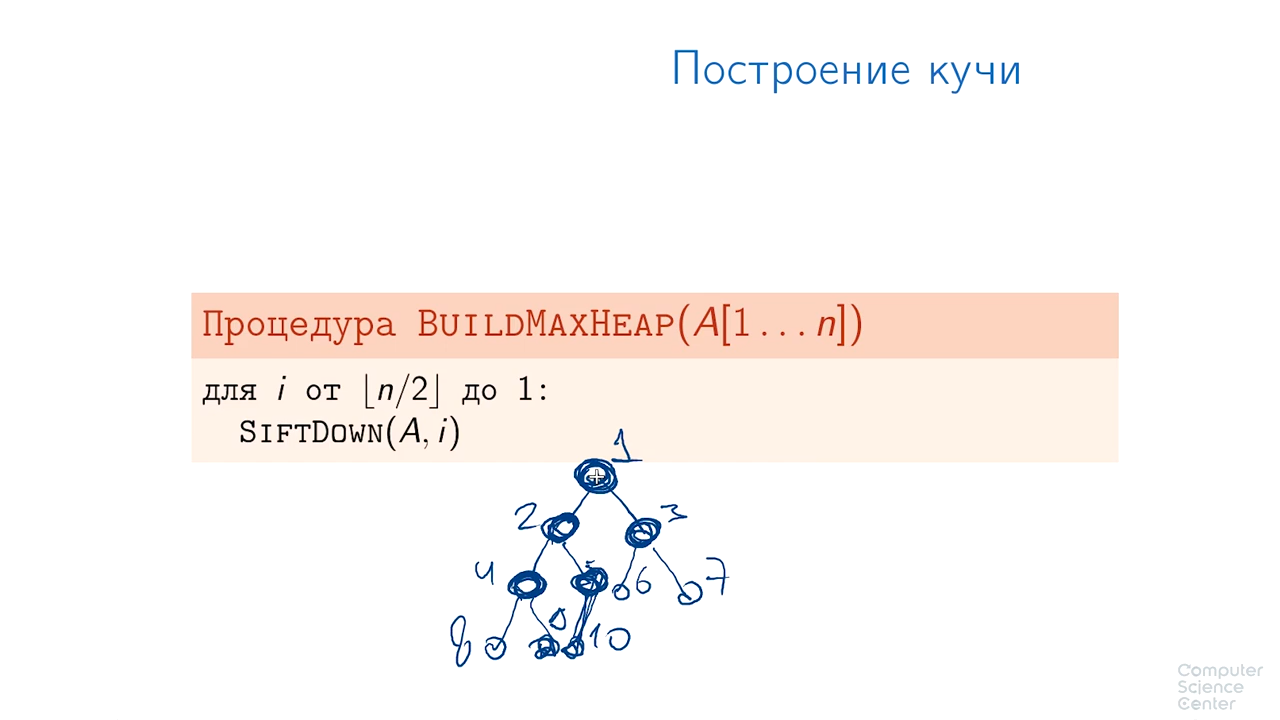 Построение кучи
Процедура BUILDMAXHEAP(A[1 ... n])
для i от ⌊n/2⌋ до 1:
SIFTDOWN(A, i)
1
2 3
4 5 6 7
8 10
Computer
Science
Center